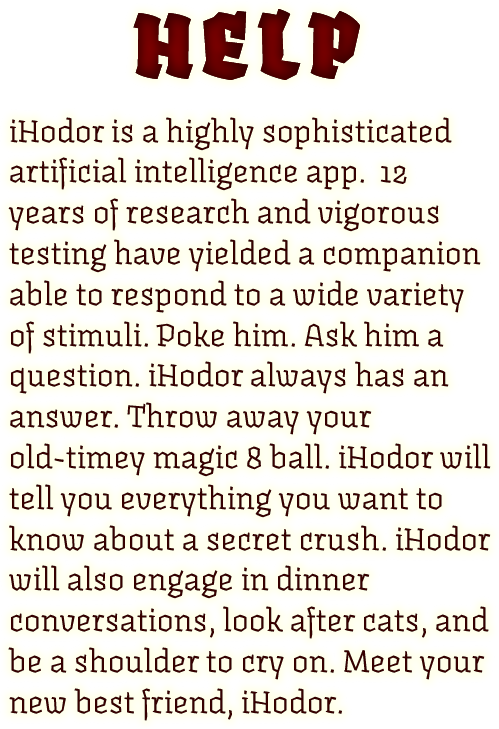 HELP
iHodor is a highly sophisticated
artificial intelligence app.  12
years of research and vigorous
testing have yielded a companion
able to respond to a wide variety
of stimuli. Poke him. Ask him a
question. iHodor always has an
answer. Throw away your
old-timey magic 8 ball. iHodor will
tell you everything you want to
know about a secret crush. iHodor
will also engage in dinner
conversations, look after cats, and
be a shoulder to cry on. Meet your
new best friend, iHodor.